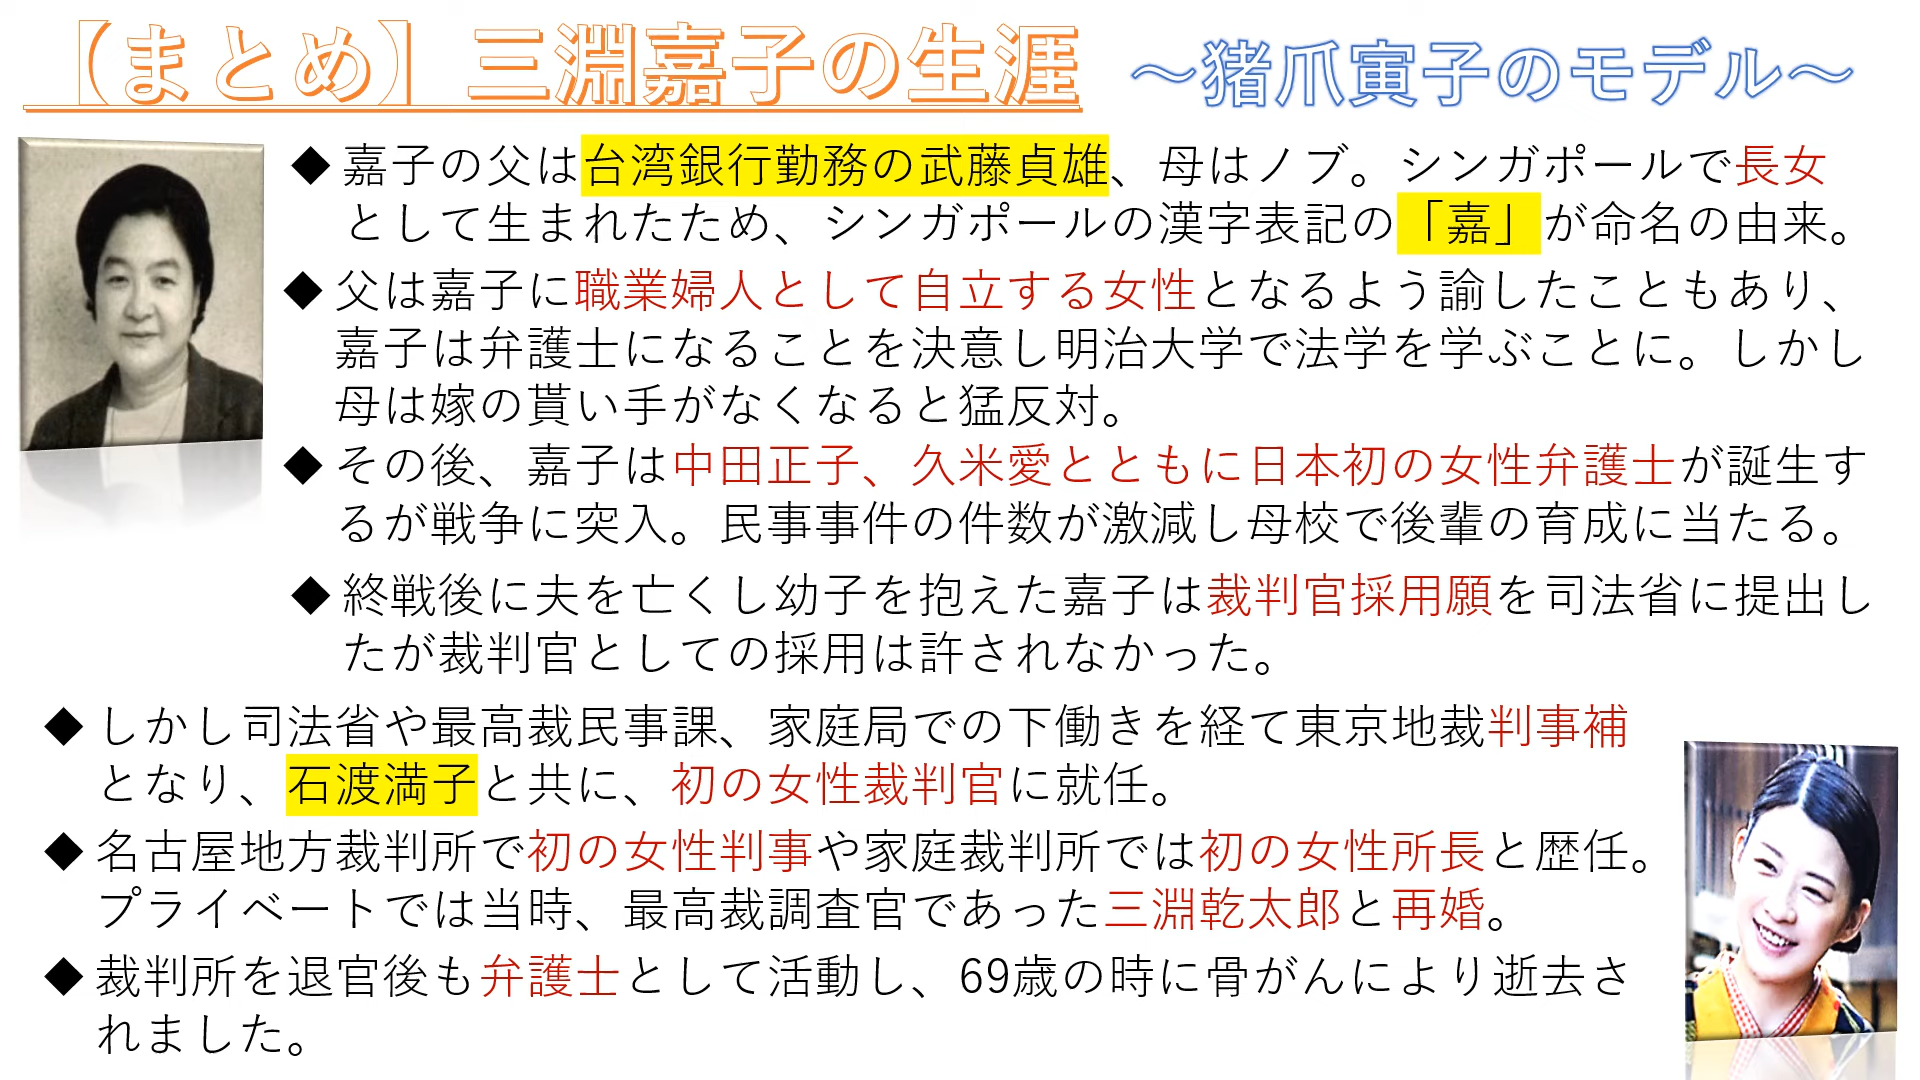 【まとめ】三淵嘉子の生涯 ～猪爪寅子のモデル～
◆嘉子の父は台湾銀行勤務の武藤貞雄、母はノブ。シンガポールで長女
として生まれたため、シンガポールの漢字表記の「嘉」が命名の由来。
◆父は嘉子に職業婦人として自立する女性となるよう諭したこともあり、
嘉子は弁護士になることを決意し明治大学で法学を学ぶことに。しかし
母は嫁の貰い手がなくなると猛反対。
◆その後、嘉子は中田正子、久米愛とともに日本初の女性弁護士が誕生す
るが戦争に突入。民事事件の件数が激減し母校で後輩の育成に当たる。
◆終戦後に夫を亡くし幼子を抱えた嘉子は裁判官採用願を司法省に提出し
たが裁判官としての採用は許されなかった。
◆しかし司法省や最高裁民事課、家庭局での下働きを経て東京地裁判事補
となり、石渡満子と共に、初の女性裁判官に就任。
◆名古屋地方裁判所で初の女性判事や家庭裁判所では初の女性所長と歴任。
プライベートでは当時、最高裁調査官であった三淵乾太郎と再婚。
◆裁判所を退官後も弁護士として活動し、69歳の時に骨がんにより逝去さ
れました。